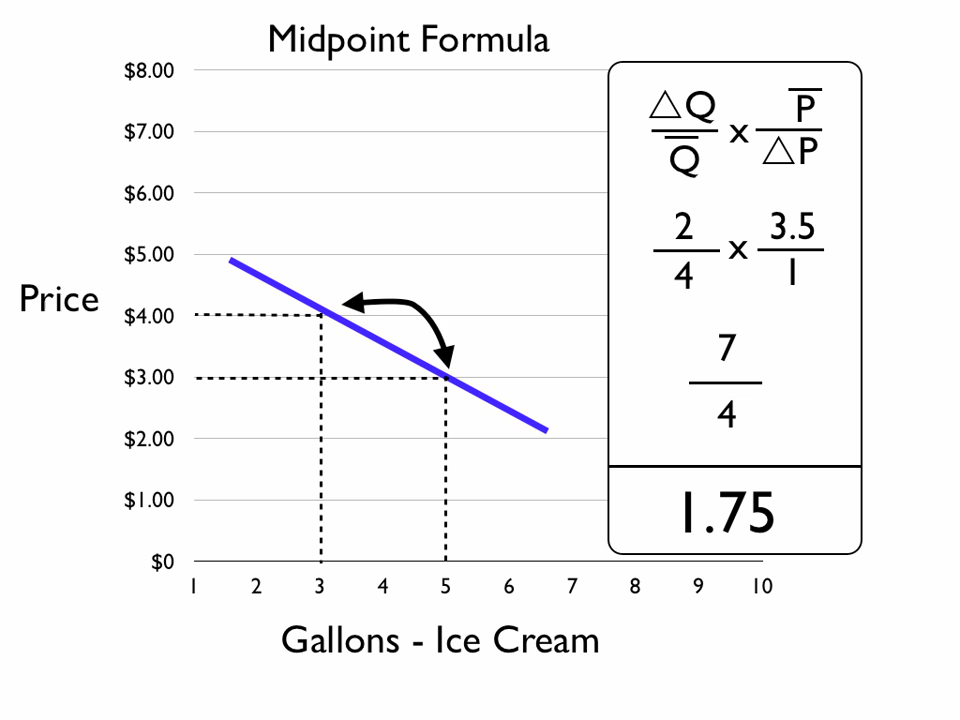 Midpoint Formula
$8.00
$7.00
$6.00
$5.00
$4.00
$3.00
$2.00
$1.00
$0
Price
1 2 3 4 5 6 7 8 9 10
Gallons - Ice Cream
△Q x P̅
Q̅ △P
2 x 3.5
4 1
7
4
1.75